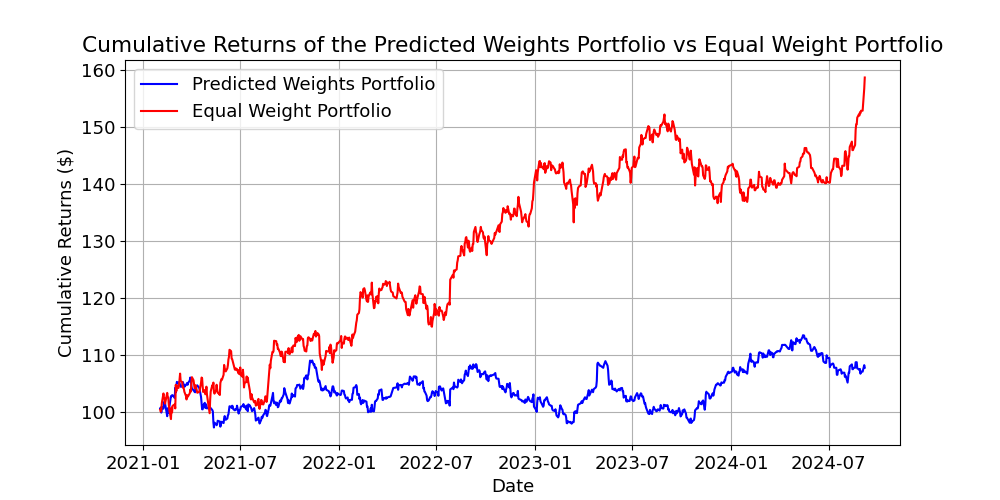 Cumulative Returns of the Predicted Weights Portfolio vs Equal Weight Portfolio
Predicted Weights Portfolio
Equal Weight Portfolio
Cumulative Returns ($)
160
150
140
130
120
110
100
2021-01 2021-07 2022-01 2022-07 2023-01 2023-07 2024-01 2024-07
Date